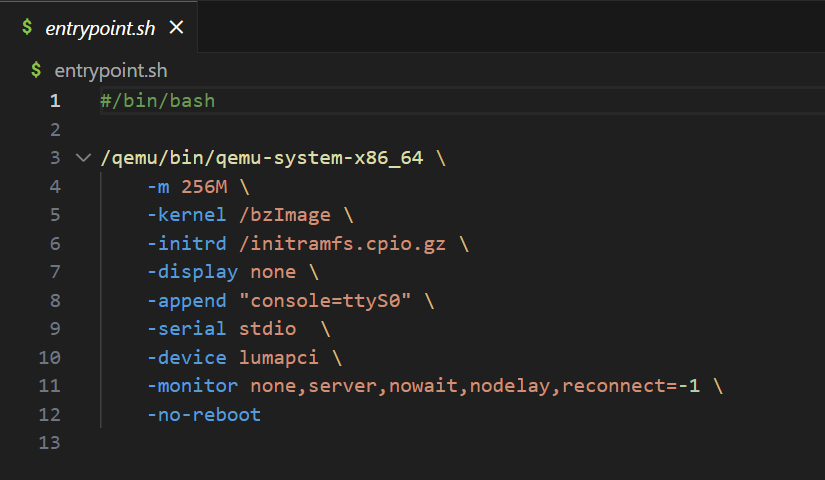 $ entrypoint.sh ×
$ entrypoint.sh
1 #/bin/bash
2
3 /qemu/bin/qemu-system-x86_64 \
4     -m 256M \
5     -kernel /bzImage \
6     -initrd /initramfs.cpio.gz \
7     -display none \
8     -append "console=ttyS0" \
9     -serial stdio  \
10     -device lumapci \
11     -monitor none,server,nowait,nodelay,reconnect=-1 \
12     -no-reboot
13